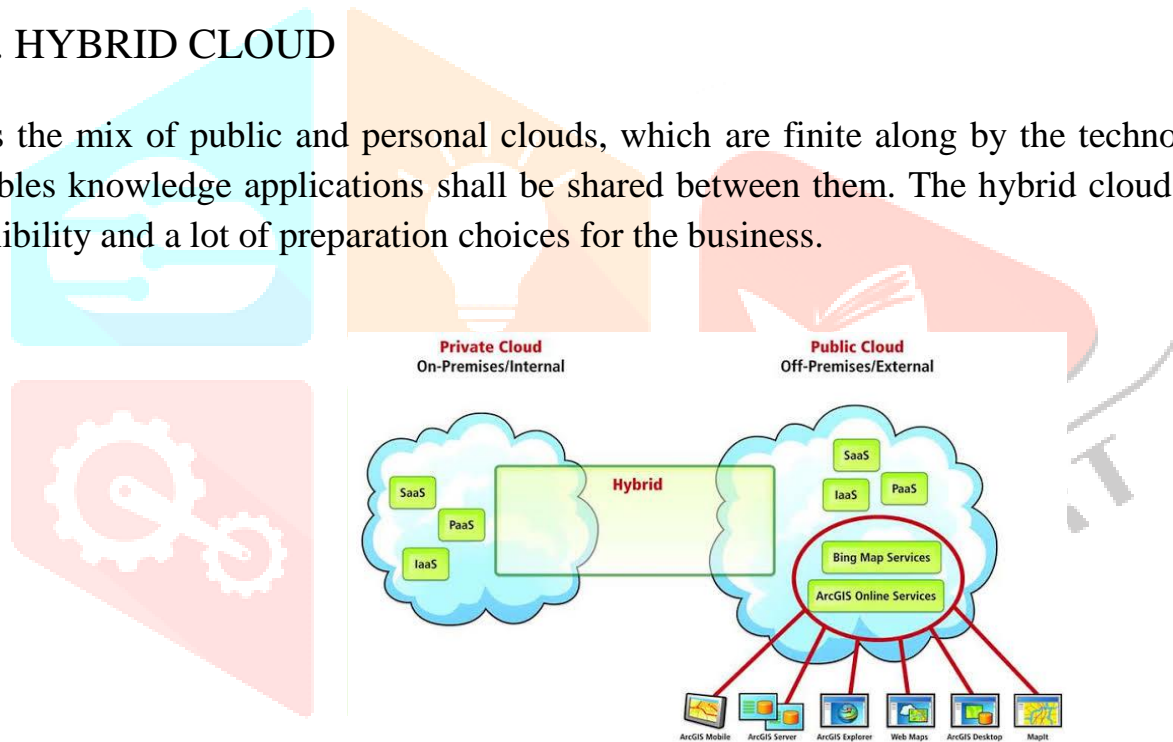 . HYBRID CLOUD
s the mix of public and personal clouds, which are finite along by the techno
bles knowledge applications shall be shared between them. The hybrid cloud
ibility and a lot of preparation choices for the business.
Private Cloud
On-Premises/Internal
Public Cloud
Off-Premises/External
SaaS
PaaS
IaaS
Hybrid
SaaS
IaaS
PaaS
Bing Map Services
ArcGIS Online Services
ArcGIS Mobile
ArcGIS Server
ArcGIS Explorer
Web Maps
ArcGIS Desktop
MapIt